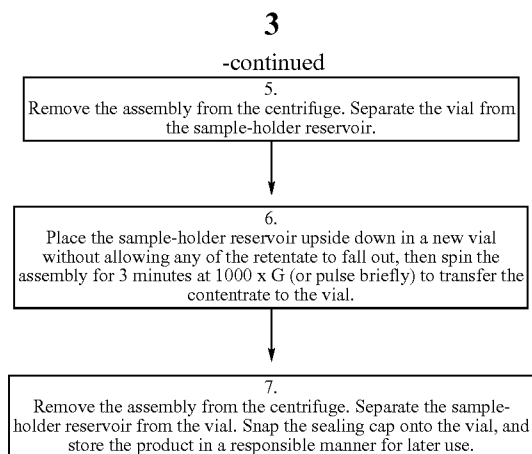 3
-continued
5.
Remove the assembly from the centrifuge. Separate the vial from
the sample-holder reservoir.
6.
Place the sample-holder reservoir upside down in a new vial
without allowing any of the retentate to fall out, then spin the
assembly for 3 minutes at 1000 x G (or pulse briefly) to transfer the
contentrate to the vial.
7.
Remove the assembly from the centrifuge. Separate the sample-
holder reservoir from the vial. Snap the sealing cap onto the vial, and
store the product in a responsible manner for later use.